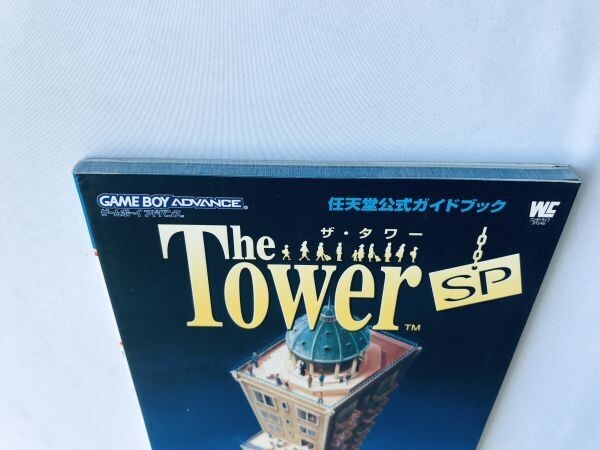 GAME BOY ADVANCE
ゲームボーイ アドバンス
任天堂公式ガイドブック
ザ・タワー
The
Tower
SP
TM